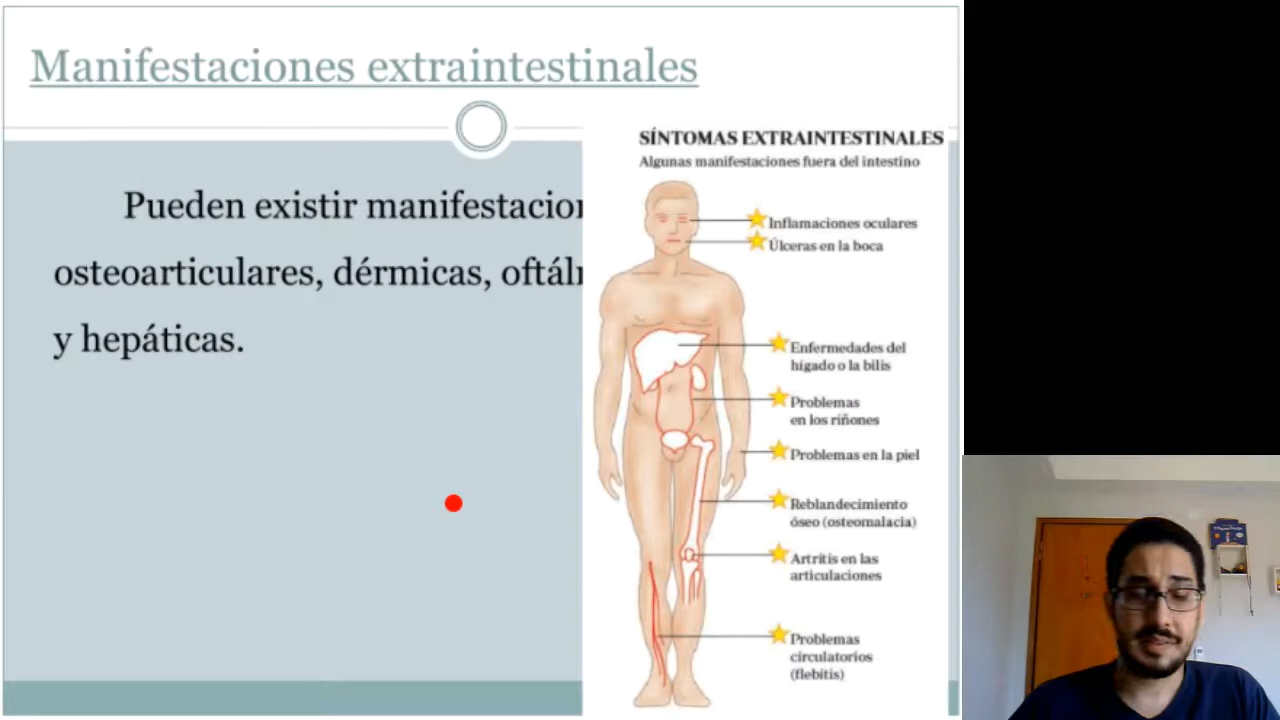 Manifestaciones extraintestinales
Pueden existir manifestacion
osteoarticulares, dérmicas, oftálm
y hepáticas.
SÍNTOMAS EXTRAINTESTINALES
Algunas manifestaciones fuera del intestino
Inflamaciones oculares
Úlceras en la boca
Enfermedades del
hígado o la bilis
Problemas
en los riñones
Problemas en la piel
Reblandecimiento
óseo (osteomalacia)
Artritis en las
articulaciones
Problemas
circulatorios
(flebitis)